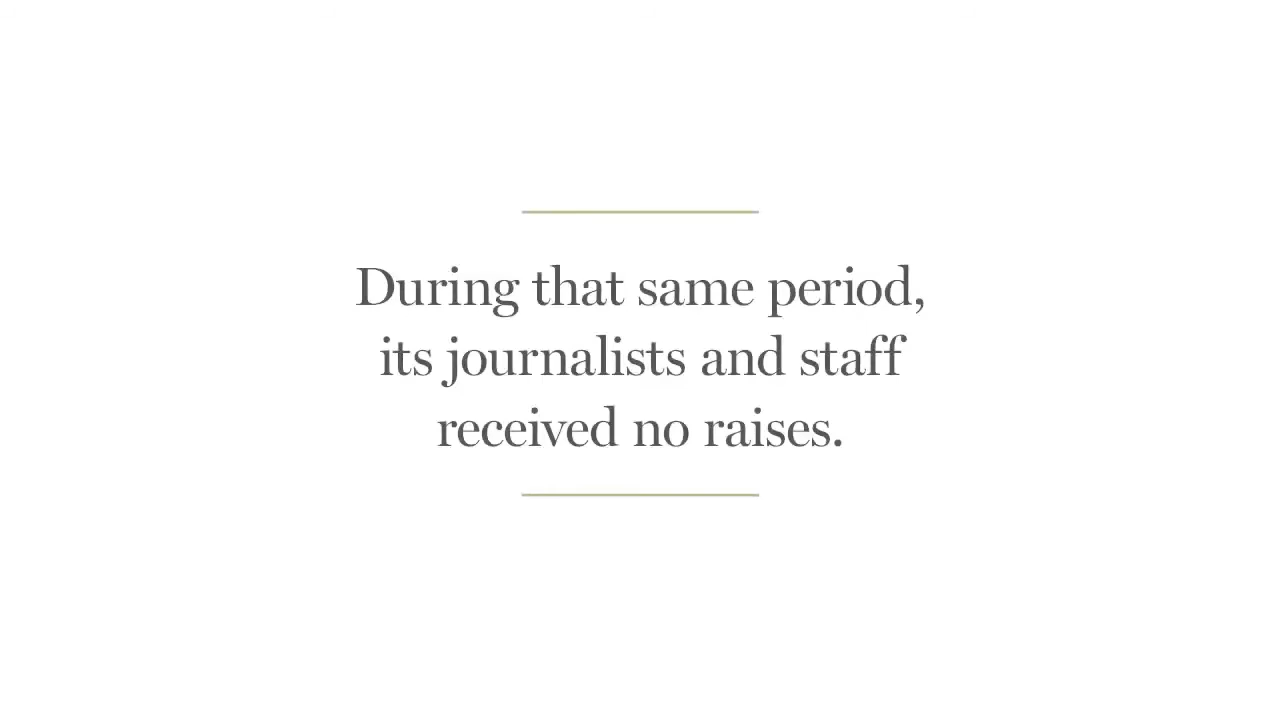 During that same period,
its journalists and staff
received no raises.